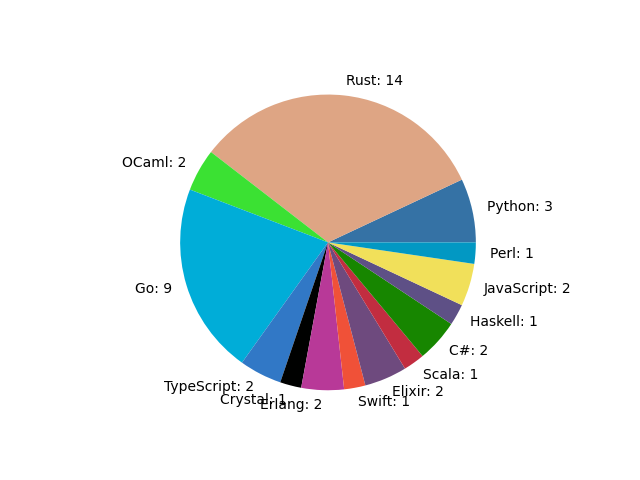 Rust: 14
OCaml: 2
Python: 3
Perl: 1
Go: 9
JavaScript: 2
Haskell: 1
C#: 2
Scala: 1
TypeScript: 2
Elixir: 2
Crystal: 1
Swift: 1
Erlang: 2